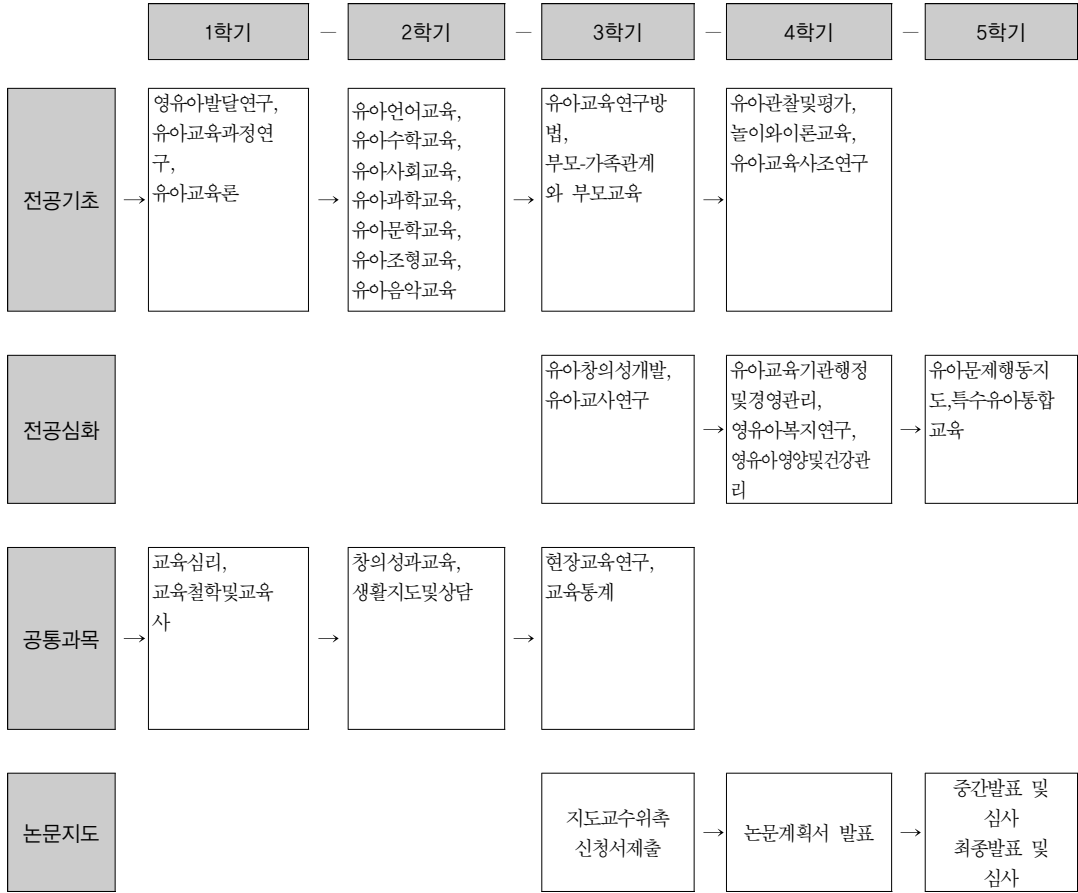 1학기 － 2학기 － 3학기 － 4학기 － 5학기
전공기초
→
영유아발달연구,
유아교육과정연
구,
유아교육론
→
유아언어교육,
유아수학교육,
유아사회교육,
유아과학교육,
유아문학교육,
유아조형교육,
유아음악교육
→
유아교육연구방
법,
부모-가족관계
와 부모교육
→
유아관찰및평가,
놀이와이론교육,
유아교육사조연구
전공심화
유아창의성개발,
유아교사연구
→
유아교육기관행정
및경영관리,
영유아복지연구,
영유아영양및건강관
리
→
유아문제행동지
도,특수유아통합
교육
공통과목
→
교육심리,
교육철학및교육
사
→
창의성과교육,
생활지도및상담
→
현장교육연구,
교육통계
논문지도
지도교수위촉
신청서제출
→
논문계획서 발표
→
중간발표 및
심사
최종발표 및
심사